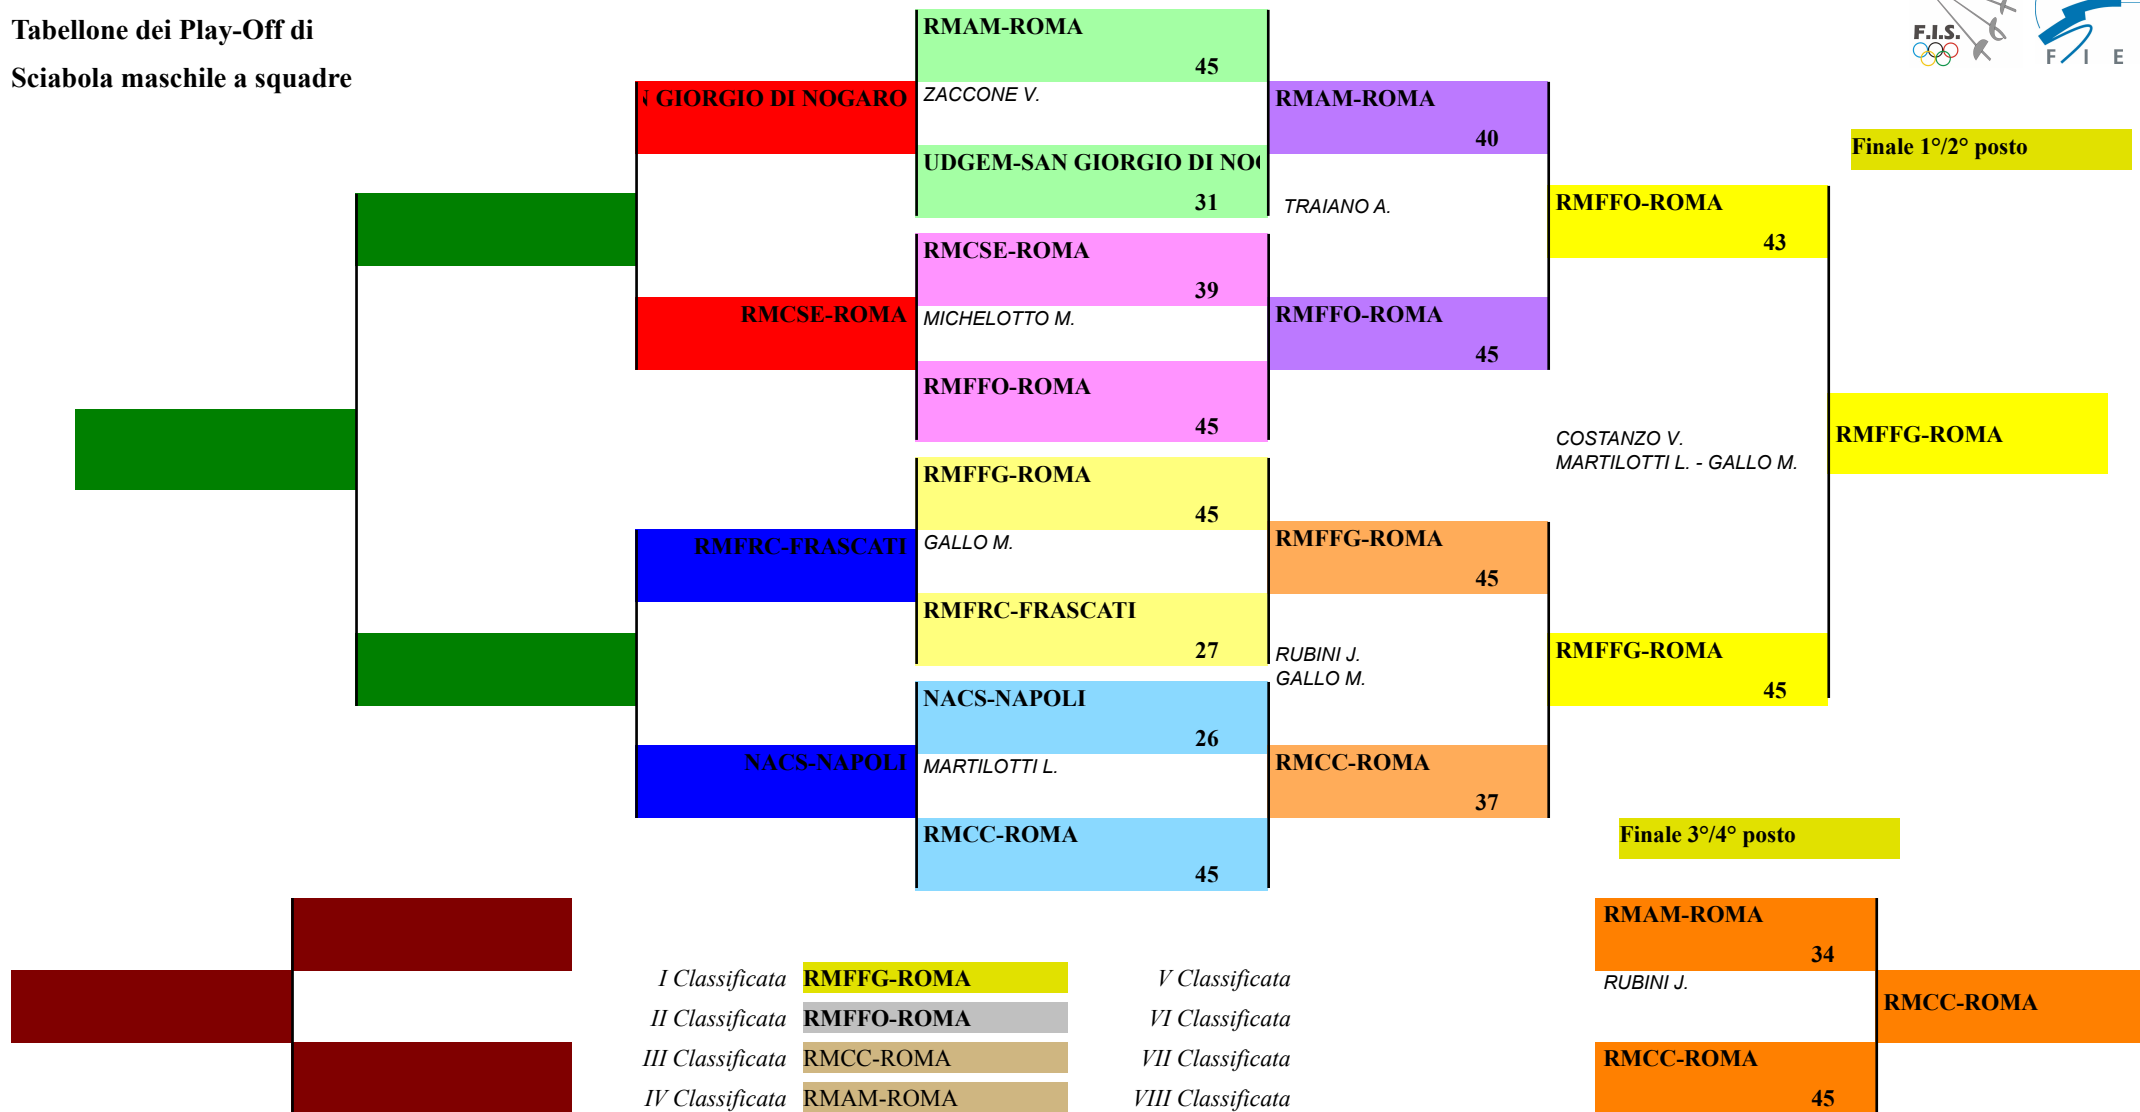 Tabellone dei Play-Off di
Sciabola maschile a squadre
F.I.S.
F I E
Finale 1°/2° posto
GIORGIO DI NOGARO
RMCSE-ROMA
RMFRC-FRASCATI
NACS-NAPOLI
RMAM-ROMA
45
ZACCONE V.
UDGEM-SAN GIORGIO DI
31
RMCSE-ROMA
39
MICHELOTTO M.
RMFFO-ROMA
45
RMFFG-ROMA
45
GALLO M.
RMFRC-FRASCATI
27
NACS-NAPOLI
26
MARTILOTTI L.
RMCC-ROMA
45
RMAM-ROMA
40
TRAIANO A.
RMFFO-ROMA
45
RMFFG-ROMA
45
RUBINI J.
GALLO M.
RMCC-ROMA
37
RMFFO-ROMA
43
COSTANZO V.
MARTILOTTI L. - GALLO M.
RMFFG-ROMA
45
RMFFG-ROMA
Finale 3°/4° posto
RMAM-ROMA
34
RUBINI J.
RMCC-ROMA
45
RMCC-ROMA
I Classificata RMFFG-ROMA
II Classificata RMFFO-ROMA
III Classificata RMCC-ROMA
IV Classificata RMAM-ROMA
V Classificata
VI Classificata
VII Classificata
VIII Classificata